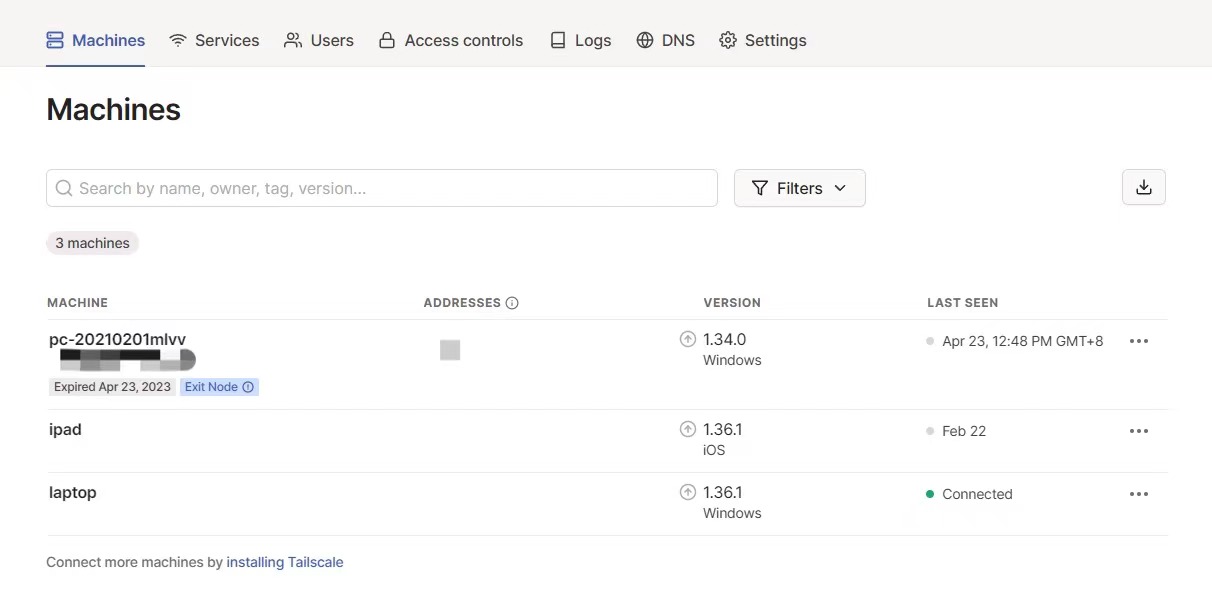 Machines Services Users Access controls Logs DNS Settings
Machines
Search by name, owner, tag, version...
Filters
3 machines
MACHINE ADDRESSES VERSION LAST SEEN
pc-20210201mlvv 1.34.0 Apr 23, 12:48 PM GMT+8
Windows
Expired Apr 23, 2023 Exit Node
ipad 1.36.1 Feb 22
iOS
laptop 1.36.1 Connected
Windows
Connect more machines by installing Tailscale